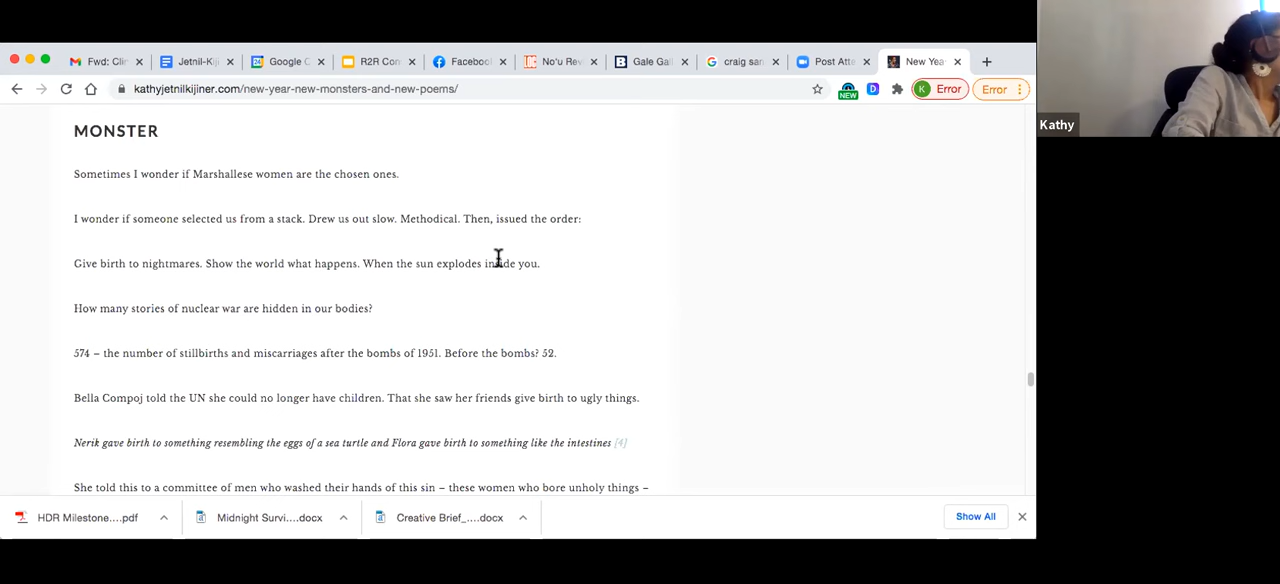 Fwd: Cli
Jetnil-Kij
Google C
R2R Con
Facebook
No'u Rev
Gale Gal
craig san
Post Atte
New Yea
kathyjetnilkijiner.com/new-year-new-monsters-and-new-poems/
NEW
D
K Error
Error
Kathy
MONSTER
Sometimes I wonder if Marshallese women are the chosen ones.
I wonder if someone selected us from a stack. Drew us out slow. Methodical. Then, issued the order:
Give birth to nightmares. Show the world what happens. When the sun explodes inside you.
How many stories of nuclear war are hidden in our bodies?
574 – the number of stillbirths and miscarriages after the bombs of 1951. Before the bombs? 52.
Bella Compoj told the UN she could no longer have children. That she saw her friends give birth to ugly things.
Nerik gave birth to something resembling the eggs of a sea turtle and Flora gave birth to something like the intestines [4]
She told this to a committee of men who washed their hands of this sin – these women who bore unholy things –
HDR Milestone....pdf
Midnight Survi....docx
Creative Brief_....docx
Show All